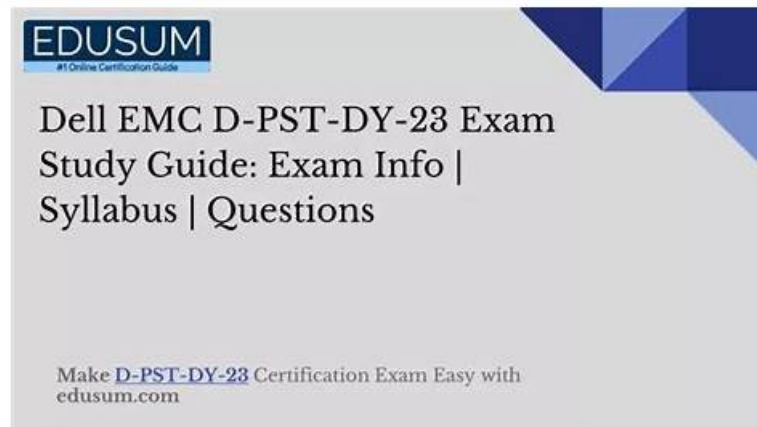 EDUSUM
#1 Online Certification Guide
Dell EMC D-PST-DY-23 Exam
Study Guide: Exam Info |
Syllabus | Questions
Make D-PST-DY-23 Certification Exam Easy with
edusum.com